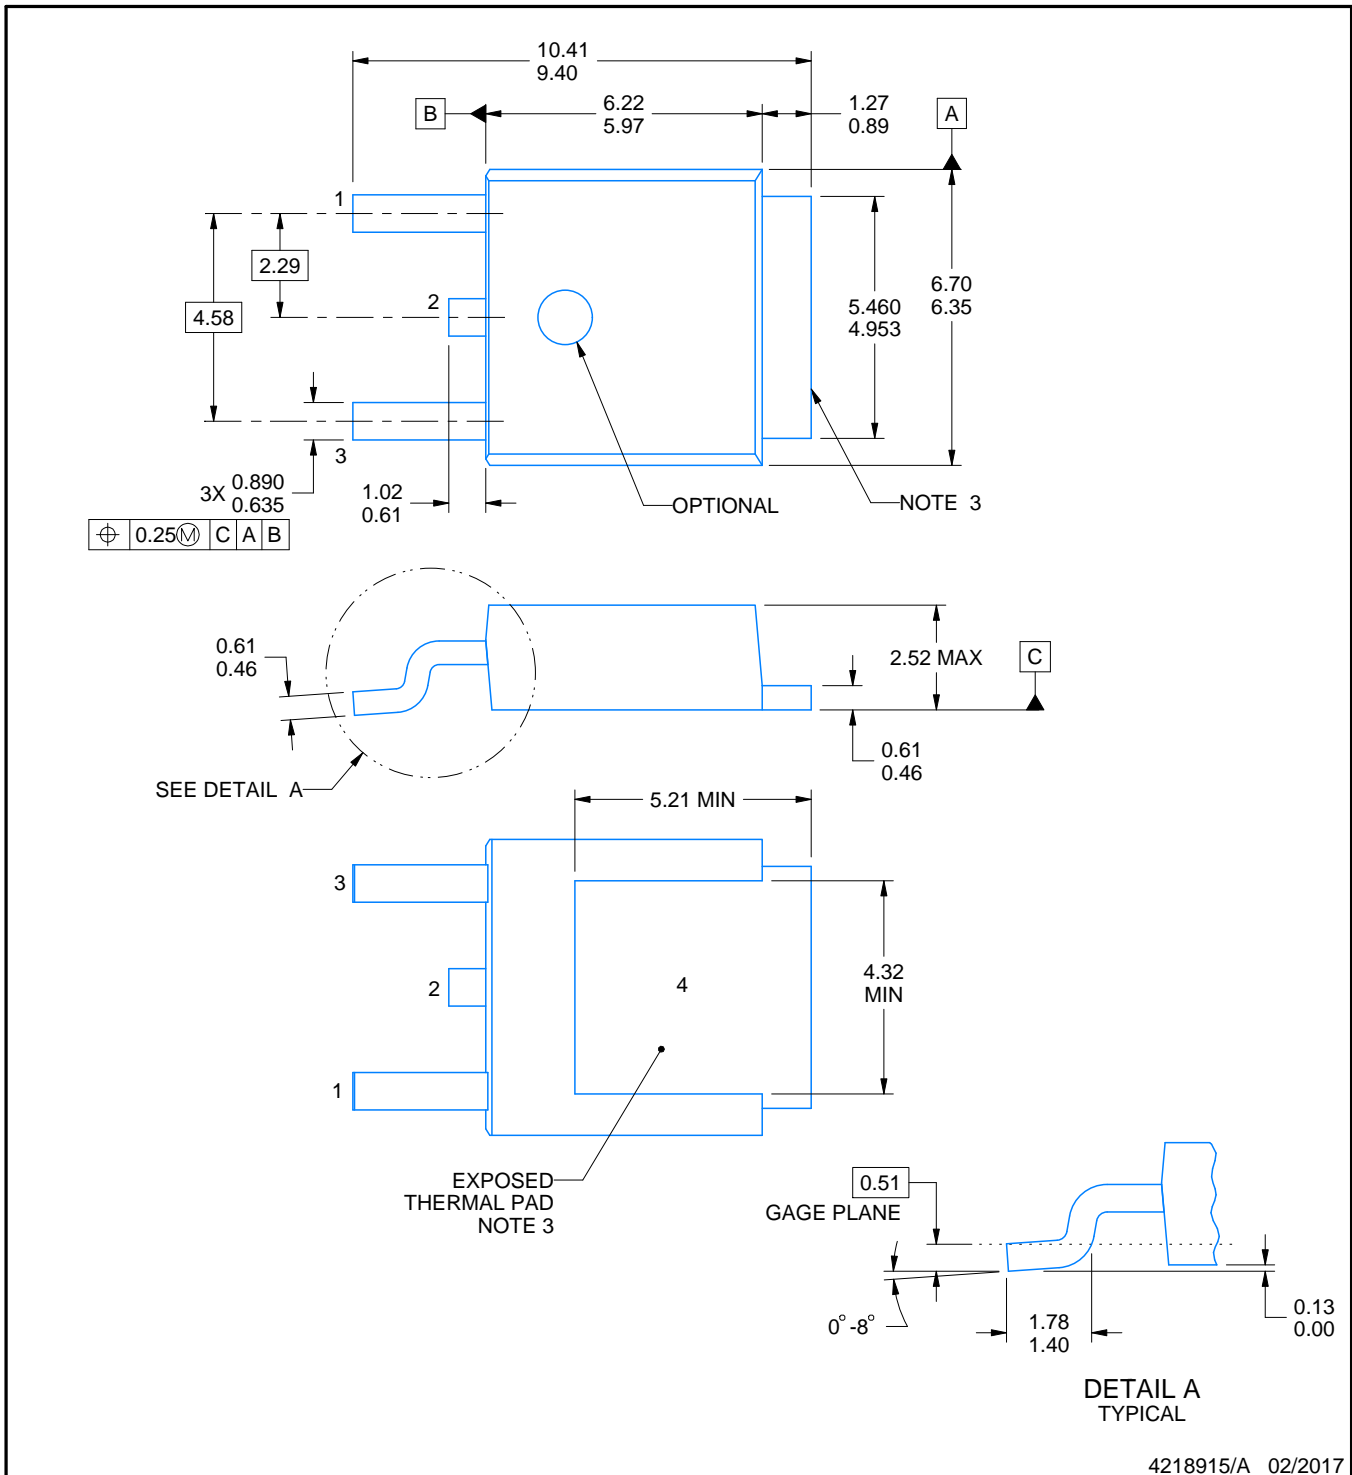 10.41
9.40
B
6.22
5.97
1.27
0.89
A
1
2.29
2
4.58
5.460
4.953
6.70
6.35
3
3X 0.890
0.635
1.02
0.61
OPTIONAL
NOTE 3
⌖ 0.25Ⓜ C A B
0.61
0.46
2.52 MAX
C
0.61
0.46
SEE DETAIL A
5.21 MIN
3
2
4
4.32
MIN
1
EXPOSED
THERMAL PAD
NOTE 3
0.51
GAGE PLANE
0°-8°
1.78
1.40
0.13
0.00
DETAIL A
TYPICAL
4218915/A 02/2017